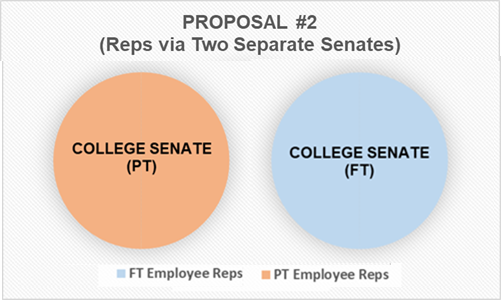 PROPOSAL #2
(Reps via Two Separate Senates)
COLLEGE SENATE
(PT)
COLLEGE SENATE
(FT)
FT Employee Reps
PT Employee Reps